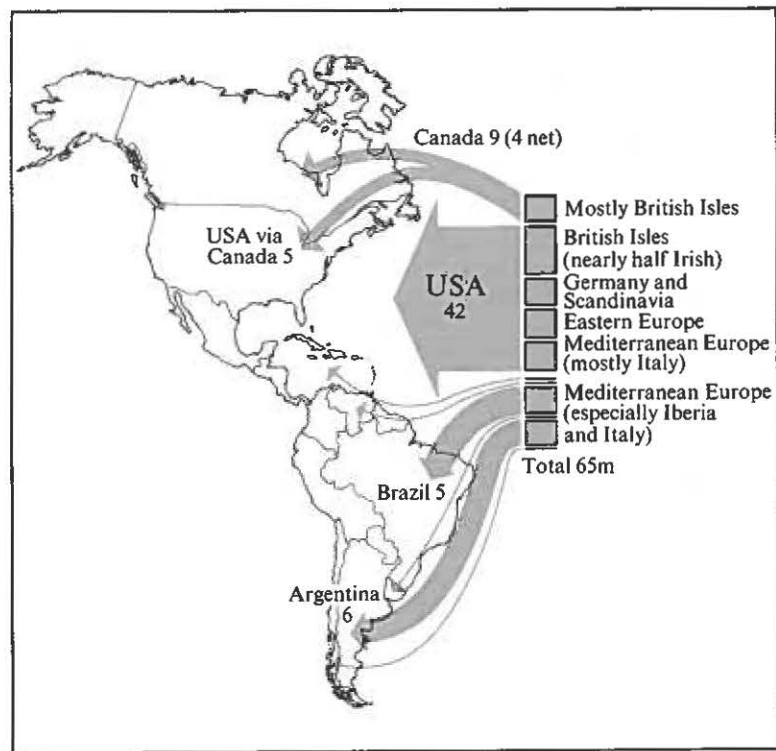 Canada 9 (4 net)
Mostly British Isles
British Isles
(nearly half Irish)
Germany and
Scandinavia
Eastern Europe
Mediterranean Europe
(mostly Italy)
Mediterranean Europe
(especially Iberia
and Italy)
Total 65m
USA via
Canada 5
USA
42
Brazil 5
Argentina
6